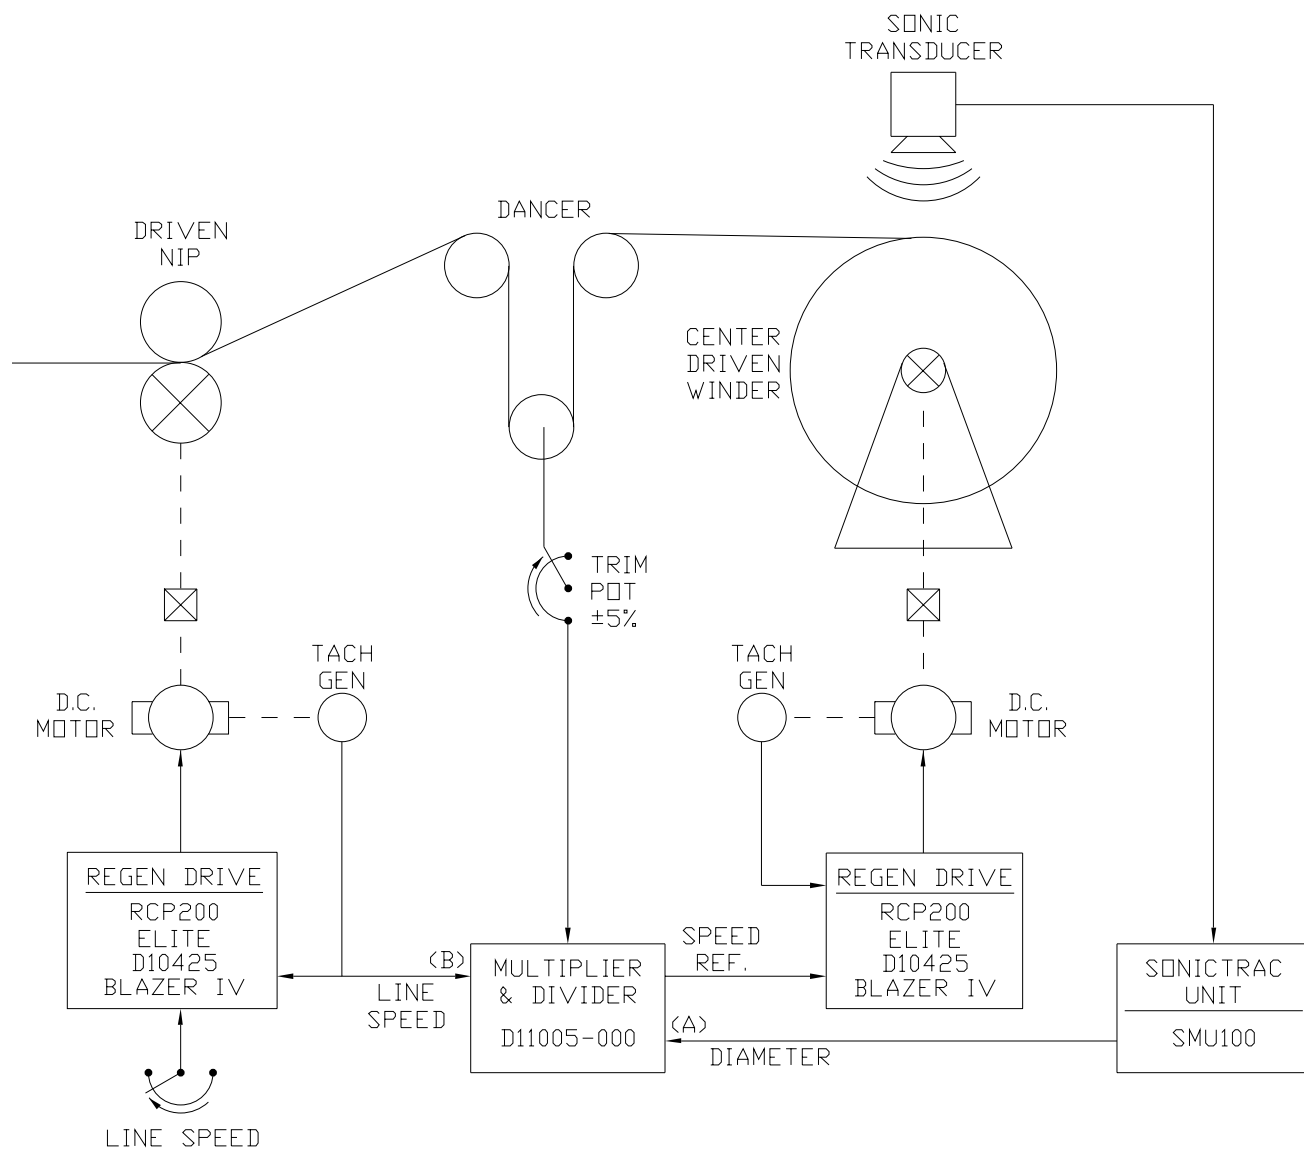 SONIC
TRANSDUCER
DANCER
DRIVEN
NIP
CENTER
DRIVEN
WINDER
TRIM
POT
±5%
TACH
GEN
TACH
GEN
D.C.
MOTOR
D.C.
MOTOR
REGEN DRIVE
RCP200
ELITE
D10425
BLAZER IV
REGEN DRIVE
RCP200
ELITE
D10425
BLAZER IV
(B)
LINE
SPEED
MULTIPLIER
& DIVIDER
D11005-000
SPEED
REF.
(A)
DIAMETER
SONICTRAC
UNIT
SMU100
LINE SPEED